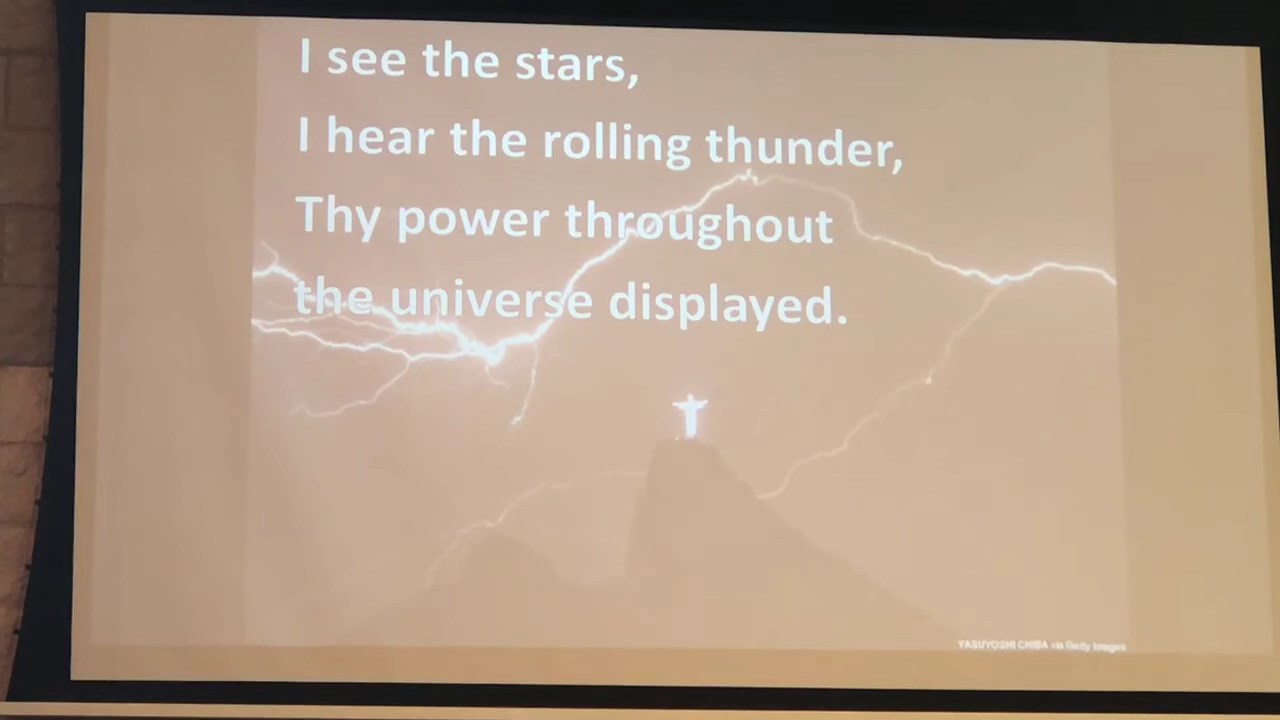 I see the stars,
I hear the rolling thunder,
Thy power throughout
the universe displayed.
YASUYOSHI CHIBA via Getty Images